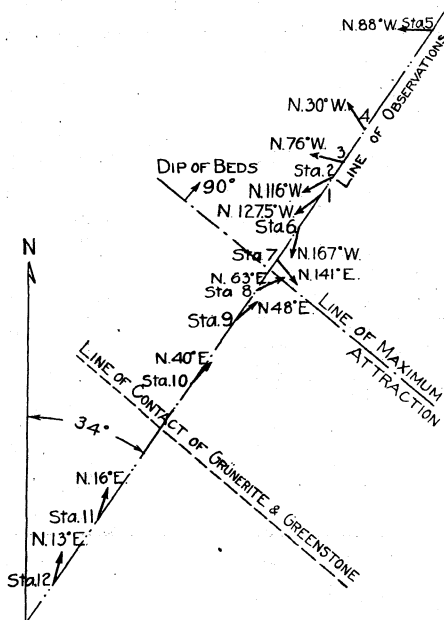 N.88°W. Sta.5
4
N.30°W.
N.76°W. 3
LINE OF OBSERVATIONS
Sta.2
DIP OF BEDS
90°
N.116°W
1
N.127.5°W.
Sta.6
N.167°W.
Sta.7
N.141°E.
N.63°E.
Sta 8
N48°E.
Sta.9
N
LINE OF MAXIMUM
ATTRACTION
N.40°E.
Sta.10
LINE OF CONTACT OF GRÜNERITE & GREENSTONE
34°
N.16°E.
Sta.11
N.13°E.
Sta.12